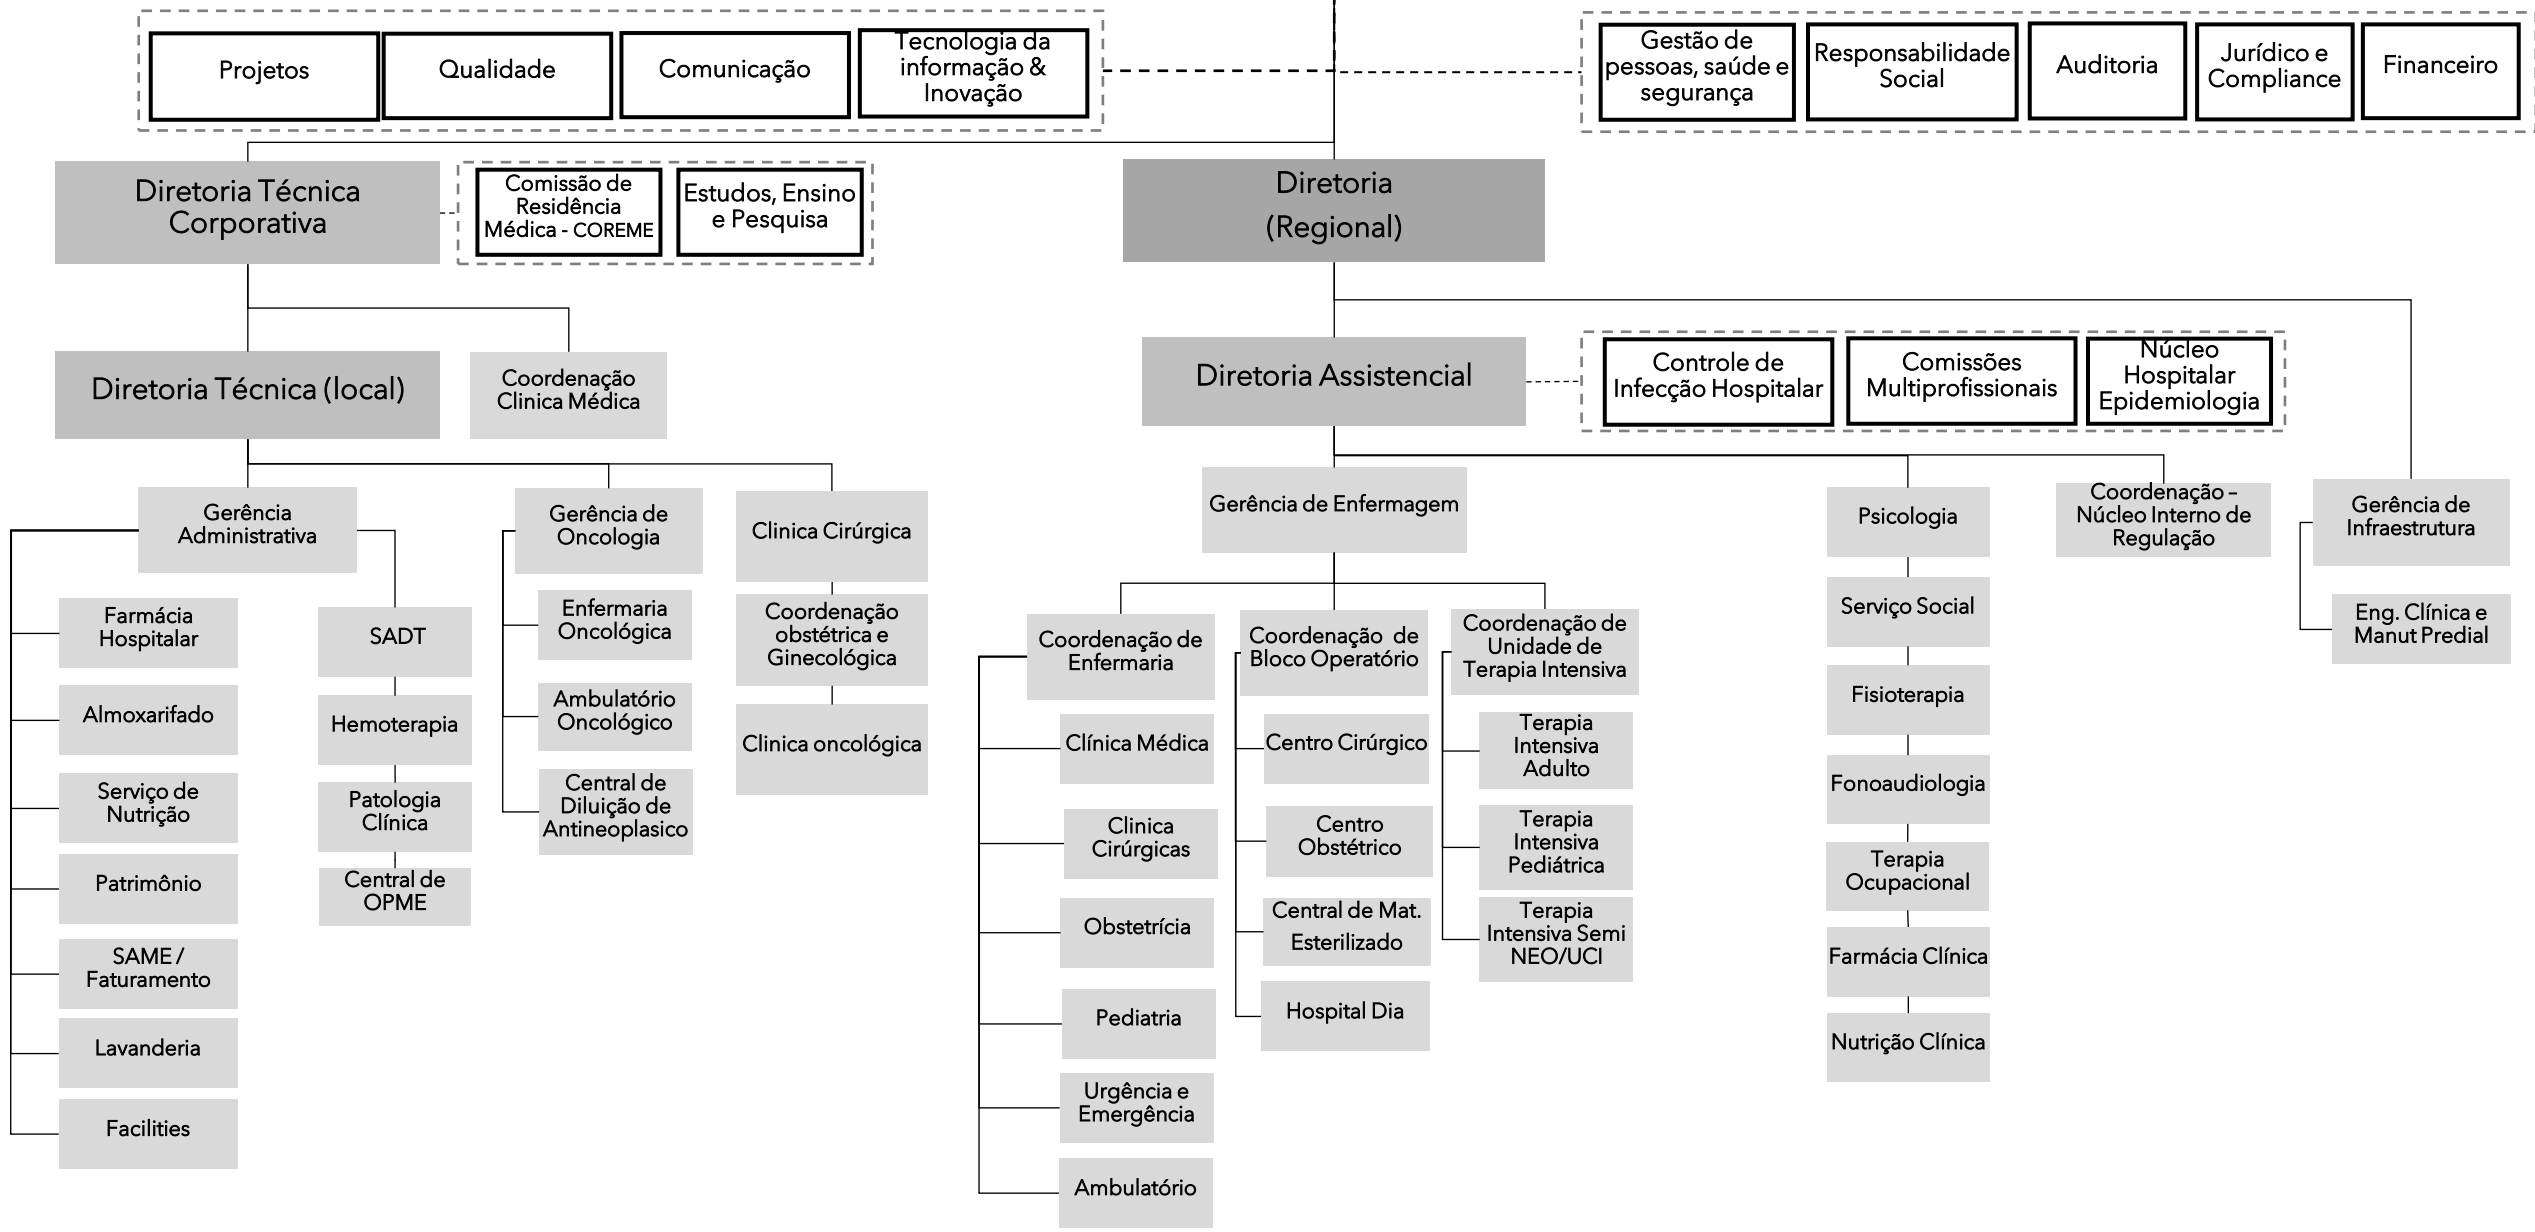 Projetos
Qualidade
Comunicação
Tecnologia da
informação &
Inovação
Gestão de
pessoas, saúde e
segurança
Responsabilidade
Social
Auditoria
Jurídico e
Compliance
Financeiro
Diretoria Técnica
Corporativa
Comissão de
Residência
Médica - COREME
Estudos, Ensino
e Pesquisa
Diretoria
(Regional)
Diretoria Técnica (local)
Coordenação
Clinica Médica
Diretoria Assistencial
Controle de
Infecção Hospitalar
Comissões
Multiprofissionais
Núcleo
Hospitalar
Epidemiologia
Gerência
Administrativa
Farmácia
Hospitalar
Almoxarifado
Serviço de
Nutrição
Patrimônio
SAME /
Faturamento
Lavanderia
Facilities
SADT
Hemoterapia
Patologia
Clínica
Central de
OPME
Gerência de
Oncologia
Enfermaria
Oncológica
Ambulatório
Oncológico
Central de
Diluição de
Antineoplasico
Clinica Cirúrgica
Coordenação
obstétrica e
Ginecológica
Clinica oncológica
Gerência de Enfermagem
Coordenação de
Enfermaria
Clínica Médica
Clinica
Cirúrgicas
Obstetrícia
Pediatria
Urgência e
Emergência
Ambulatório
Coordenação de
Bloco Operatório
Centro Cirúrgico
Centro
Obstétrico
Central de Mat.
Esterilizado
Hospital Dia
Coordenação de
Unidade de
Terapia Intensiva
Terapia
Intensiva
Adulto
Terapia
Intensiva
Pediátrica
Terapia
Intensiva Semi
NEO/UCI
Psicologia
Serviço Social
Fisioterapia
Fonoaudiologia
Terapia
Ocupacional
Farmácia Clínica
Nutrição Clínica
Coordenação –
Núcleo Interno de
Regulação
Gerência de
Infraestrutura
Eng. Clínica e
Manut Predial